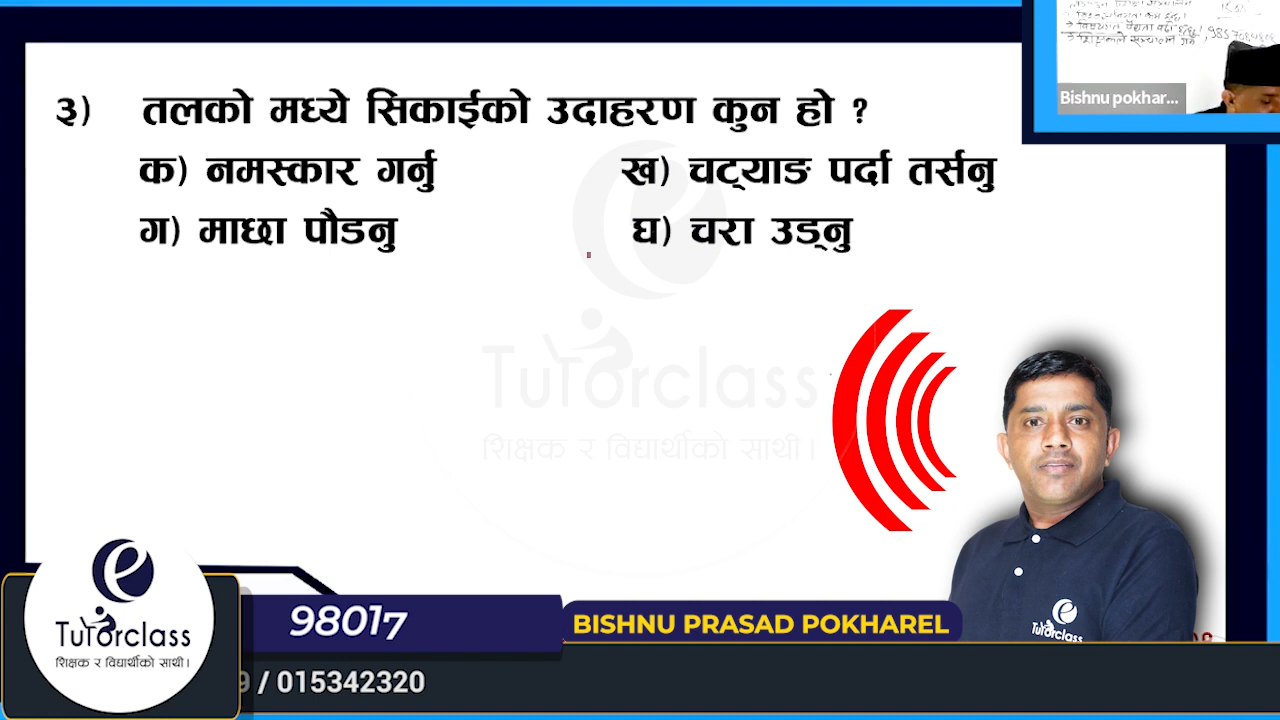 ३) तलको मध्ये सिकाईको उदाहरण कुन हो ?
क) नमस्कार गर्नु ख) चट्याङ पर्दा तर्सनु
ग) माछा पौडनु घ) चरा उड्नु
Bishnu pokhar...
Tutorclass
शिक्षक र विद्यार्थीको साथी।
Tutorclass
98017
BISHNU PRASAD POKHAREL
Tutorclass
शिक्षक र विद्यार्थीको साथी।
9 / 015342320